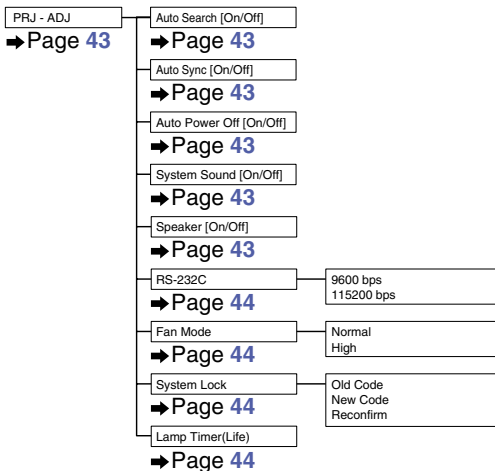 PRJ - ADJ
➡Page 43
Auto Search [On/Off]
➡Page 43
Auto Sync [On/Off]
➡Page 43
Auto Power Off [On/Off]
➡Page 43
System Sound [On/Off]
➡Page 43
Speaker [On/Off]
➡Page 43
RS-232C
➡Page 44
9600 bps
115200 bps
Fan Mode
➡Page 44
Normal
High
System Lock
➡Page 44
Old Code
New Code
Reconfirm
Lamp Timer(Life)
➡Page 44